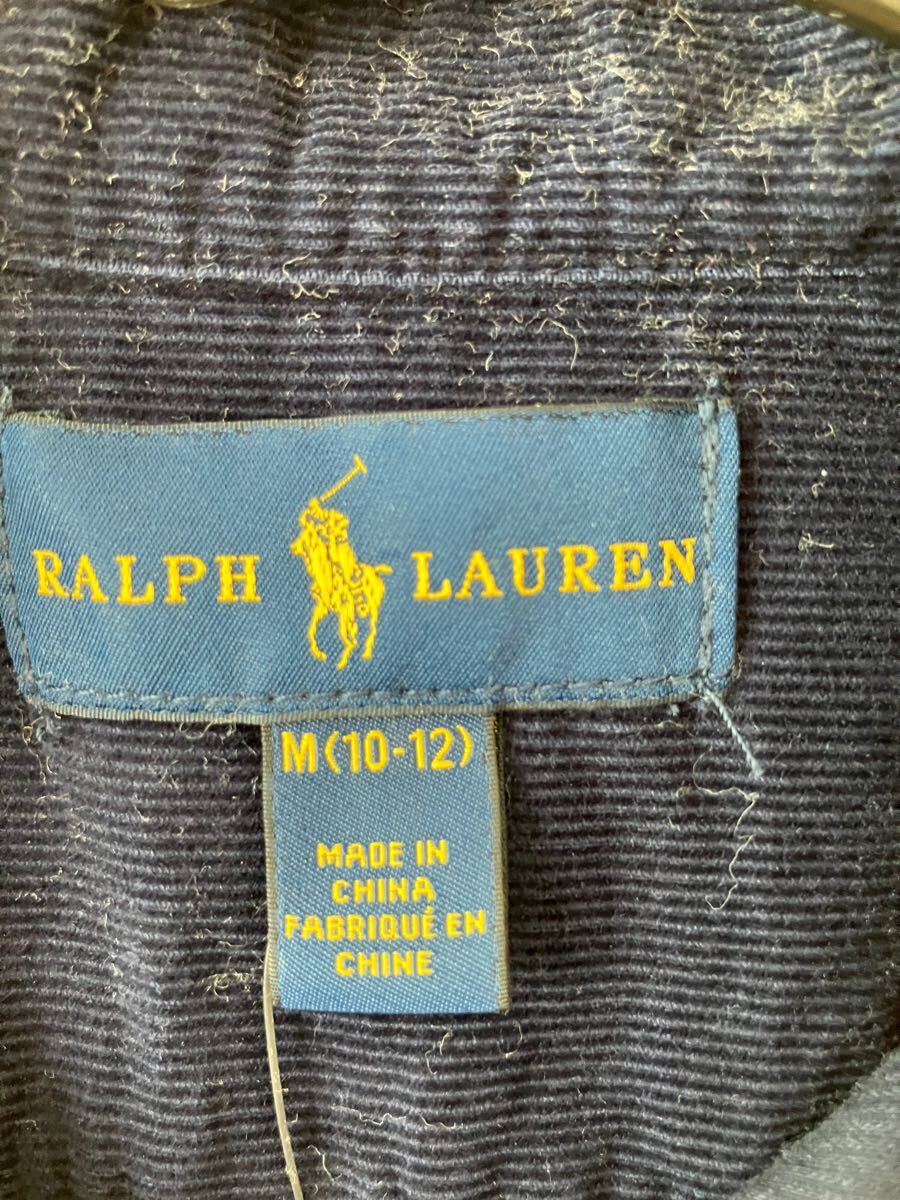 RALPH LAUREN
M(10-12)
MADE IN
CHINA
FABRIQUÉ EN
CHINE